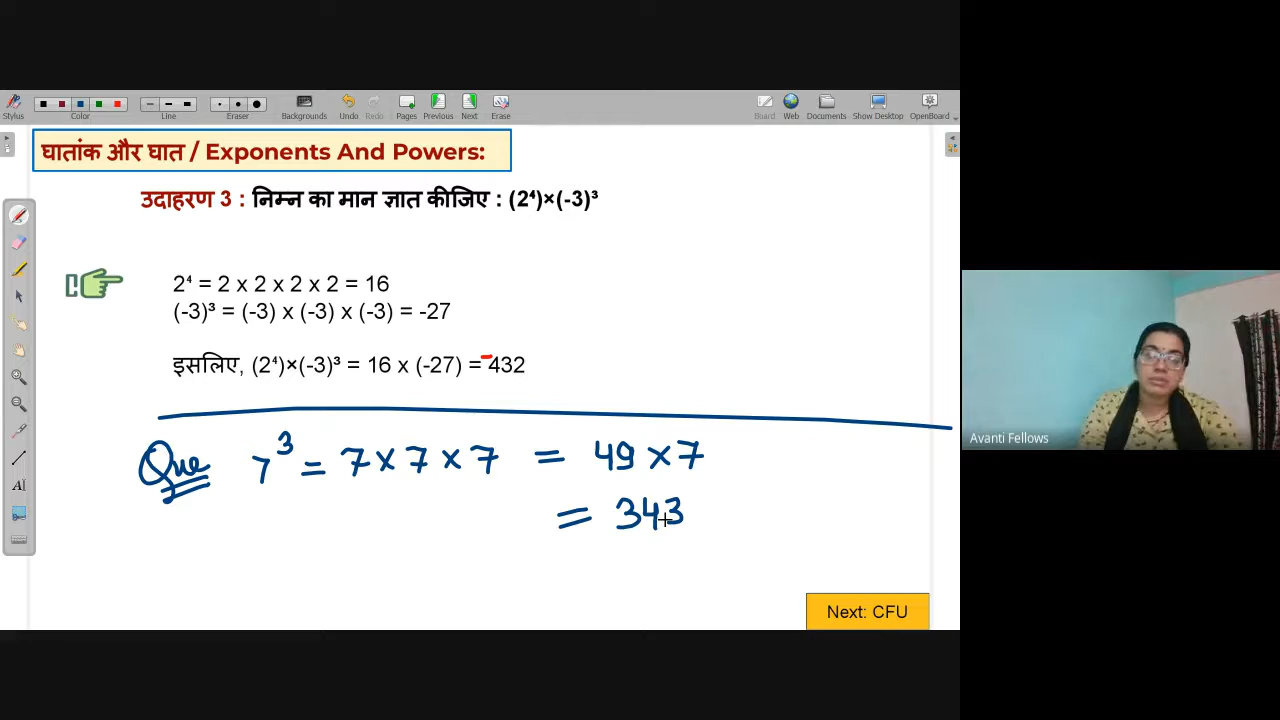 Stylus Color Line Eraser Backgrounds Undo Redo Pages Previous Next Erase Board Web Documents Show Desktop OpenBoard
घातांक और घात / Exponents And Powers:
उदाहरण 3 : निम्न का मान ज्ञात कीजिए : (2⁴)×(-3)³
2⁴ = 2 x 2 x 2 x 2 = 16
(-3)³ = (-3) x (-3) x (-3) = -27
इसलिए, (2⁴)×(-3)³ = 16 x (-27) = -432
Que 7³ = 7 × 7 × 7 = 49 × 7
= 343
Next: CFU
Avanti Fellows